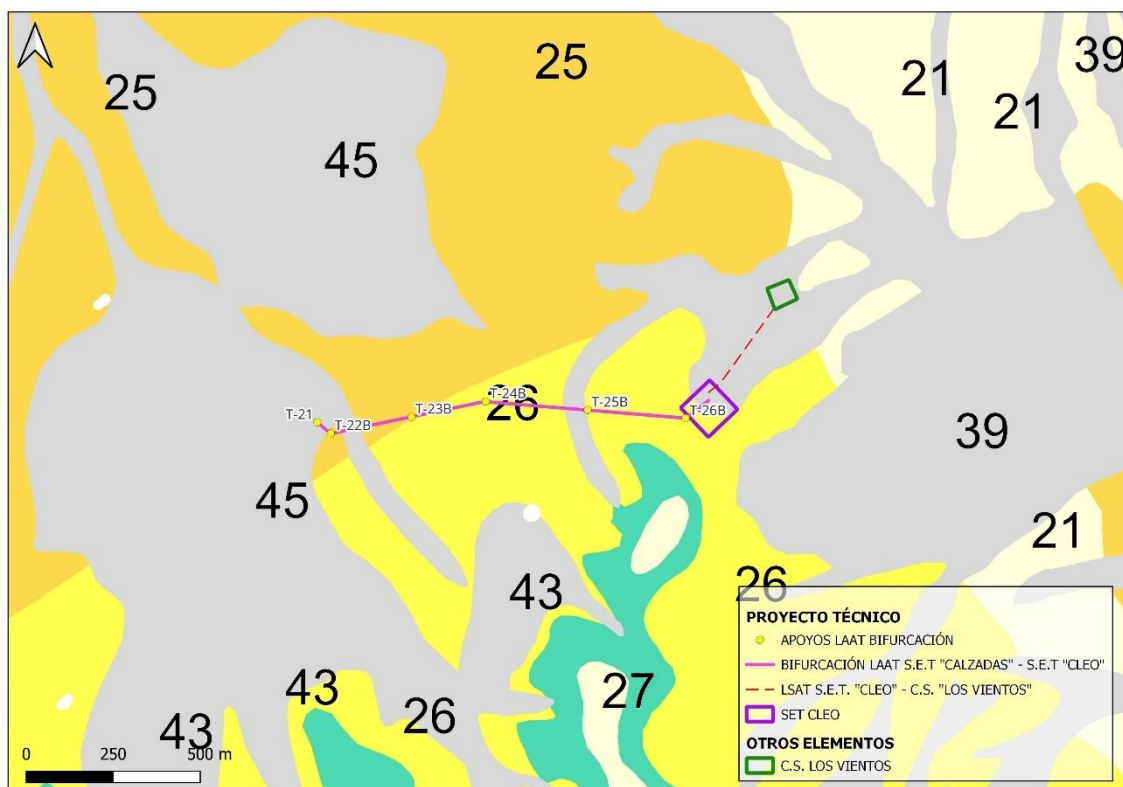 25
25
21
21
39
45
T-24B
26
T-25B
T-23B
T-26B
T-21
T-22B
39
45
21
43
26
27
43
26
43
0 250 500 m
PROYECTO TÉCNICO
APOYOS LAAT BIFURCACIÓN
BIFURCACIÓN LAAT S.E.T "CALZADAS" - S.E.T "CLEO"
LSAT S.E.T. "CLEO" - C.S. "LOS VIENTOS"
SET CLEO
OTROS ELEMENTOS
C.S. LOS VIENTOS